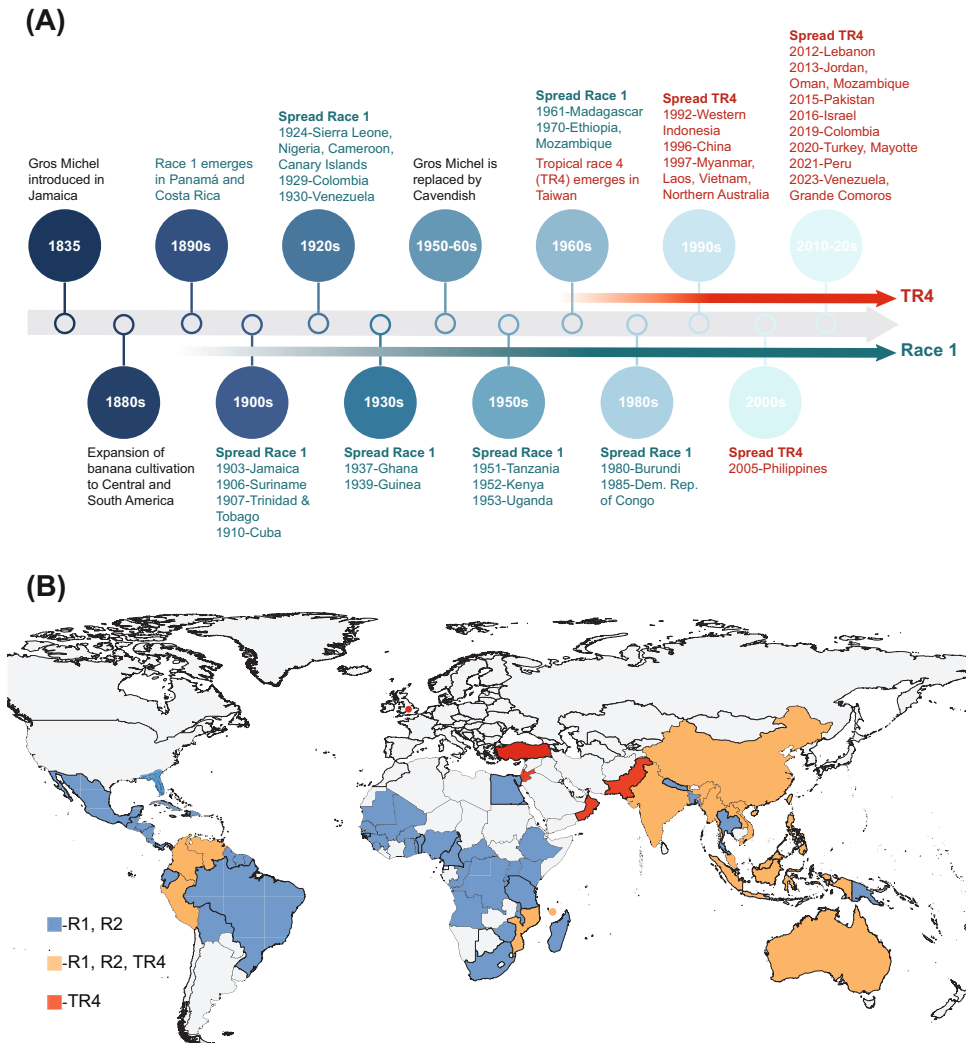 (A)
Gros Michel
introduced in
Jamaica
1835
Race 1 emerges
in Panamá and
Costa Rica
1890s
Spread Race 1
1924-Sierra Leone,
Nigeria, Cameroon,
Canary Islands
1929-Colombia
1930-Venezuela
1920s
Gros Michel is
replaced by
Cavendish
1950-60s
Spread Race 1
1961-Madagascar
1970-Ethiopia,
Mozambique
Tropical race 4
(TR4) emerges in
Taiwan
1960s
Spread TR4
1992-Western
Indonesia
1996-China
1997-Myanmar,
Laos, Vietnam,
Northern Australia
1990s
Spread TR4
2012-Lebanon
2013-Jordan,
Oman, Mozambique
2015-Pakistan
2016-Israel
2019-Colombia
2020-Turkey, Mayotte
2021-Peru
2023-Venezuela,
Grande Comoros
2010-20s
TR4
Race 1
1880s
Expansion of
banana cultivation
to Central and
South America
1900s
Spread Race 1
1903-Jamaica
1906-Suriname
1907-Trinidad &
Tobago
1910-Cuba
1930s
Spread Race 1
1937-Ghana
1939-Guinea
1950s
Spread Race 1
1951-Tanzania
1952-Kenya
1953-Uganda
1980s
Spread Race 1
1980-Burundi
1985-Dem. Rep.
of Congo
2000s
Spread TR4
2005-Philippines
(B)
-R1, R2
-R1, R2, TR4
-TR4